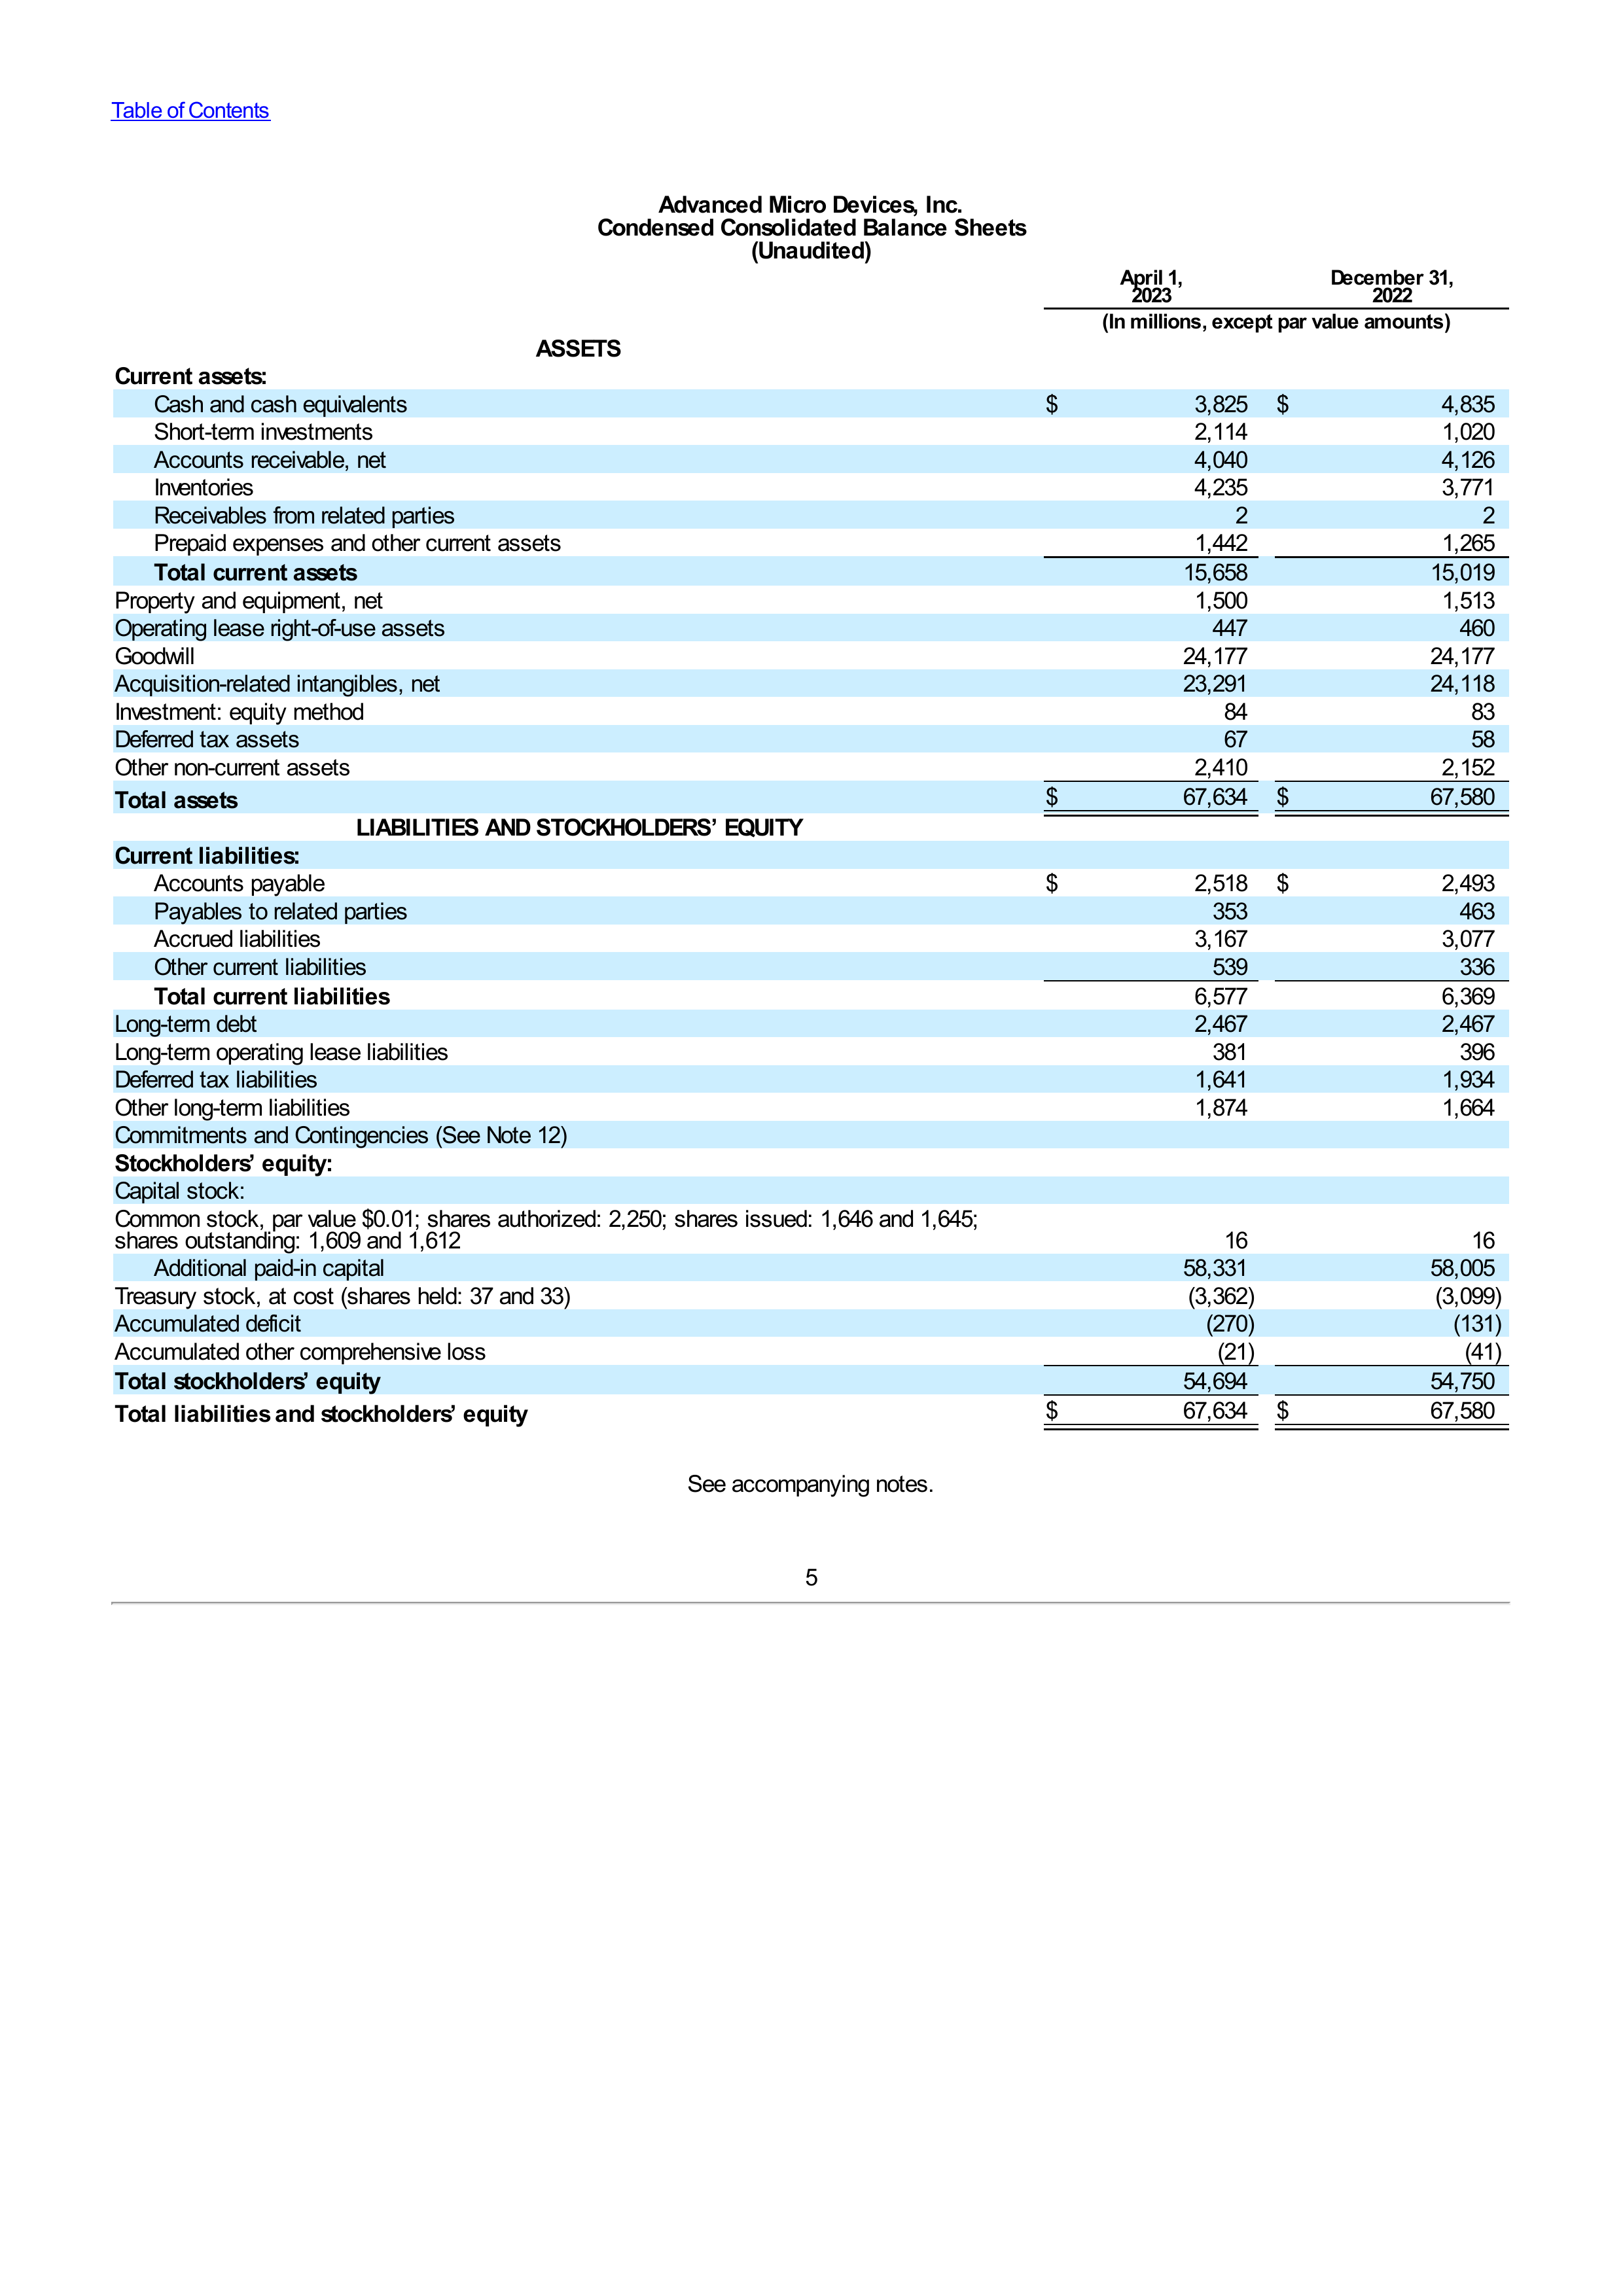 Table of Contents
Advanced Micro Devices, Inc.
Condensed Consolidated Balance Sheets
(Unaudited)
April 1, 2023 December 31, 2022
(In millions, except par value amounts)
ASSETS
Current assets:
Cash and cash equivalents $ 3,825 $ 4,835
Short-term investments 2,114 1,020
Accounts receivable, net 4,040 4,126
Inventories 4,235 3,771
Receivables from related parties 2 2
Prepaid expenses and other current assets 1,442 1,265
Total current assets 15,658 15,019
Property and equipment, net 1,500 1,513
Operating lease right-of-use assets 447 460
Goodwill 24,177 24,177
Acquisition-related intangibles, net 23,291 24,118
Investment: equity method 84 83
Deferred tax assets 67 58
Other non-current assets 2,410 2,152
Total assets $ 67,634 $ 67,580
LIABILITIES AND STOCKHOLDERS’ EQUITY
Current liabilities:
Accounts payable $ 2,518 $ 2,493
Payables to related parties 353 463
Accrued liabilities 3,167 3,077
Other current liabilities 539 336
Total current liabilities 6,577 6,369
Long-term debt 2,467 2,467
Long-term operating lease liabilities 381 396
Deferred tax liabilities 1,641 1,934
Other long-term liabilities 1,874 1,664
Commitments and Contingencies (See Note 12)
Stockholders’ equity:
Capital stock:
Common stock, par value $0.01; shares authorized: 2,250; shares issued: 1,646 and 1,645;
shares outstanding: 1,609 and 1,612 16 16
Additional paid-in capital 58,331 58,005
Treasury stock, at cost (shares held: 37 and 33) (3,362) (3,099)
Accumulated deficit (270) (131)
Accumulated other comprehensive loss (21) (41)
Total stockholders’ equity 54,694 54,750
Total liabilities and stockholders’ equity $ 67,634 $ 67,580
See accompanying notes.
5